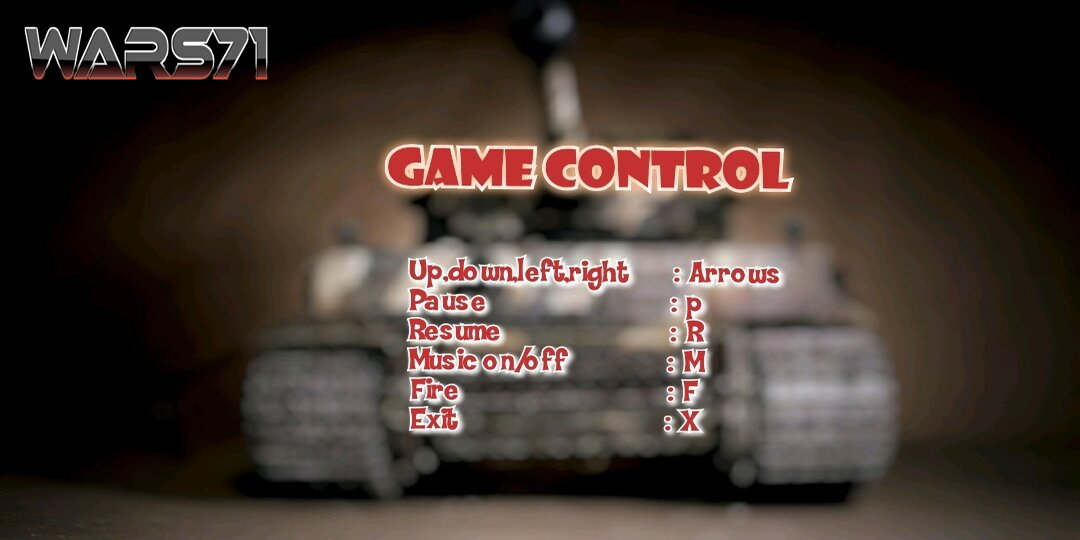 WARS71
GAME CONTROL
Up,down,left,right : Arrows
Pause : p
Resume : R
Music on/off : M
Fire : F
Exit : X